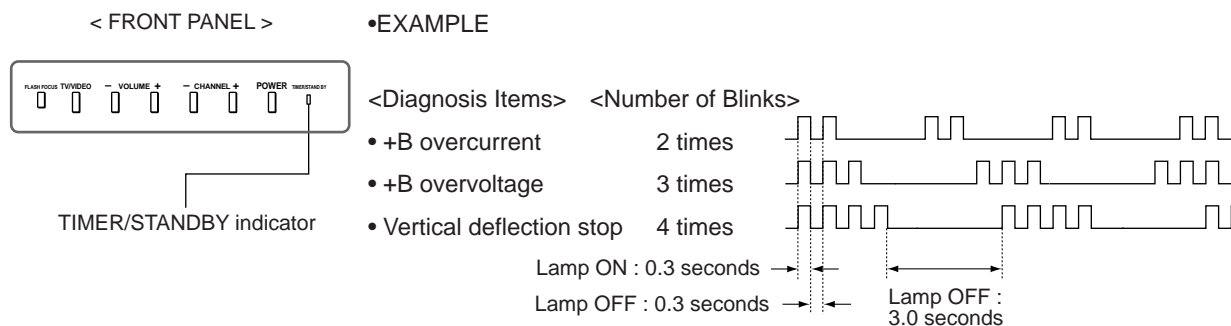 < FRONT PANEL >
•EXAMPLE
FLASH FOCUS TV/VIDEO − VOLUME + − CHANNEL + POWER TIMER/STAND BY
<Diagnosis Items> <Number of Blinks>
• +B overcurrent 2 times
• +B overvoltage 3 times
• Vertical deflection stop 4 times
TIMER/STANDBY indicator
Lamp ON : 0.3 seconds
Lamp OFF : 0.3 seconds
Lamp OFF :
3.0 seconds